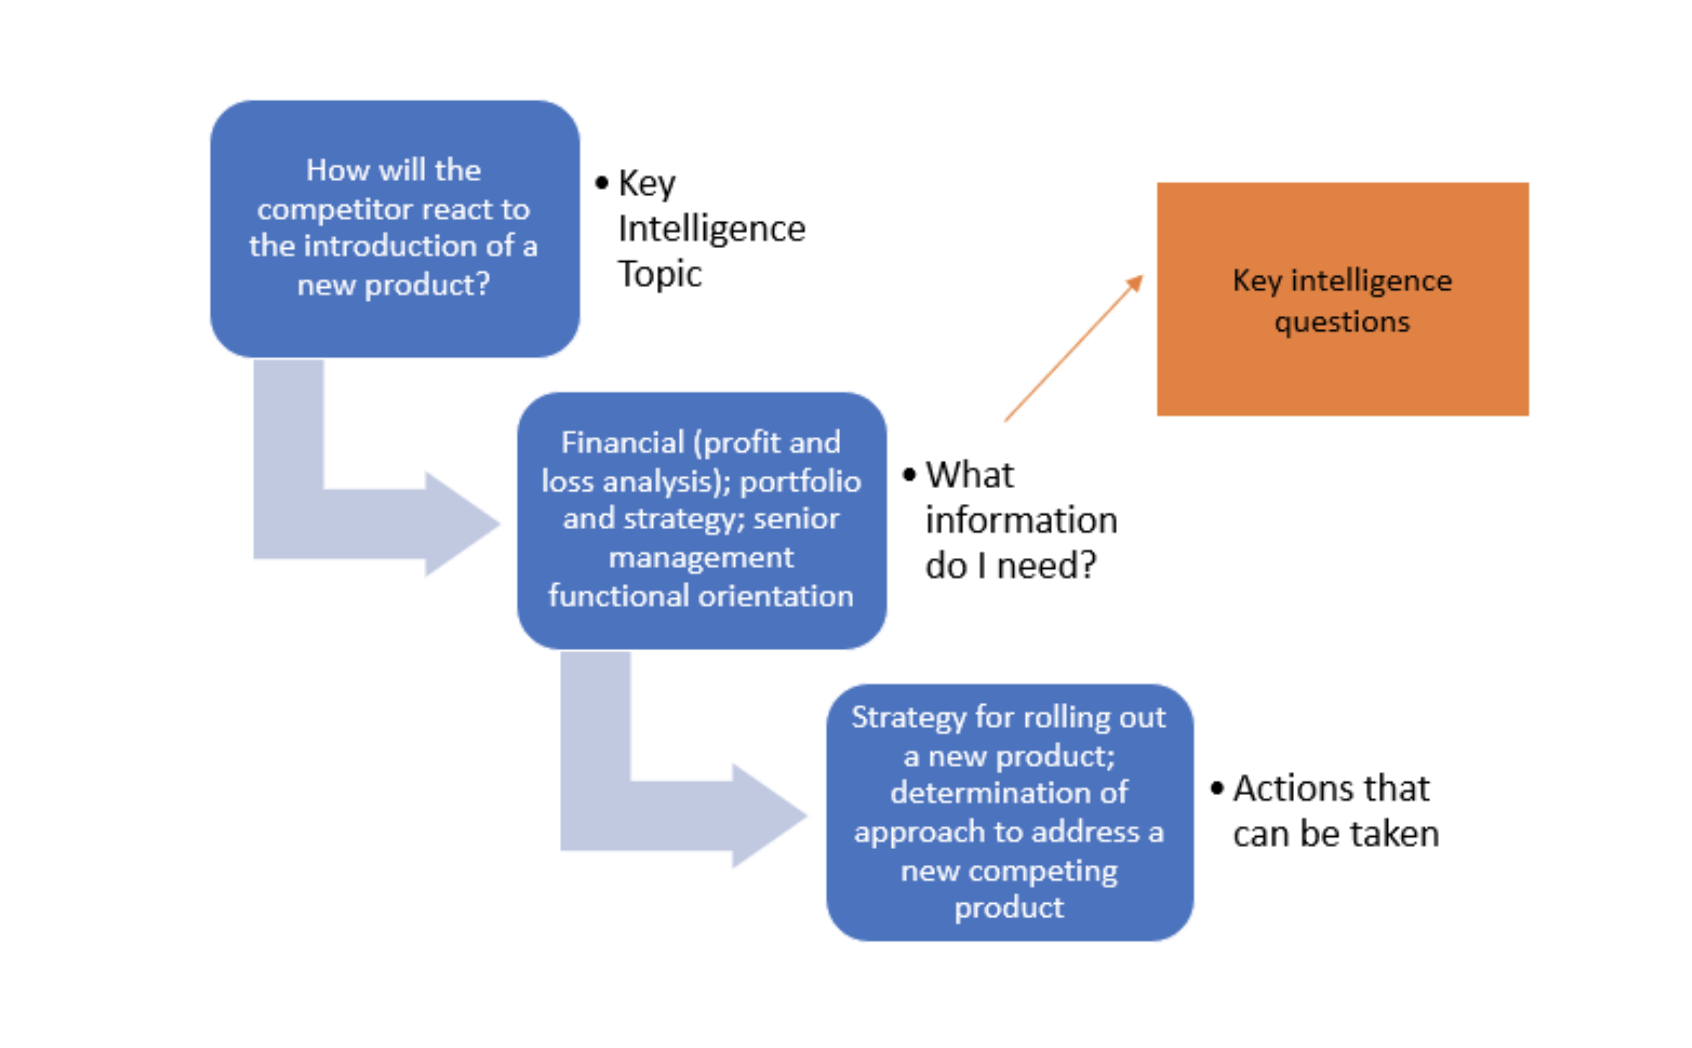 How will the
competitor react to
the introduction of a
new product?
• Key
Intelligence
Topic
Key intelligence
questions
Financial (profit and
loss analysis); portfolio
and strategy; senior
management
functional orientation
• What
information
do I need?
Strategy for rolling out
a new product;
determination of
approach to address a
new competing
product
• Actions that
can be taken